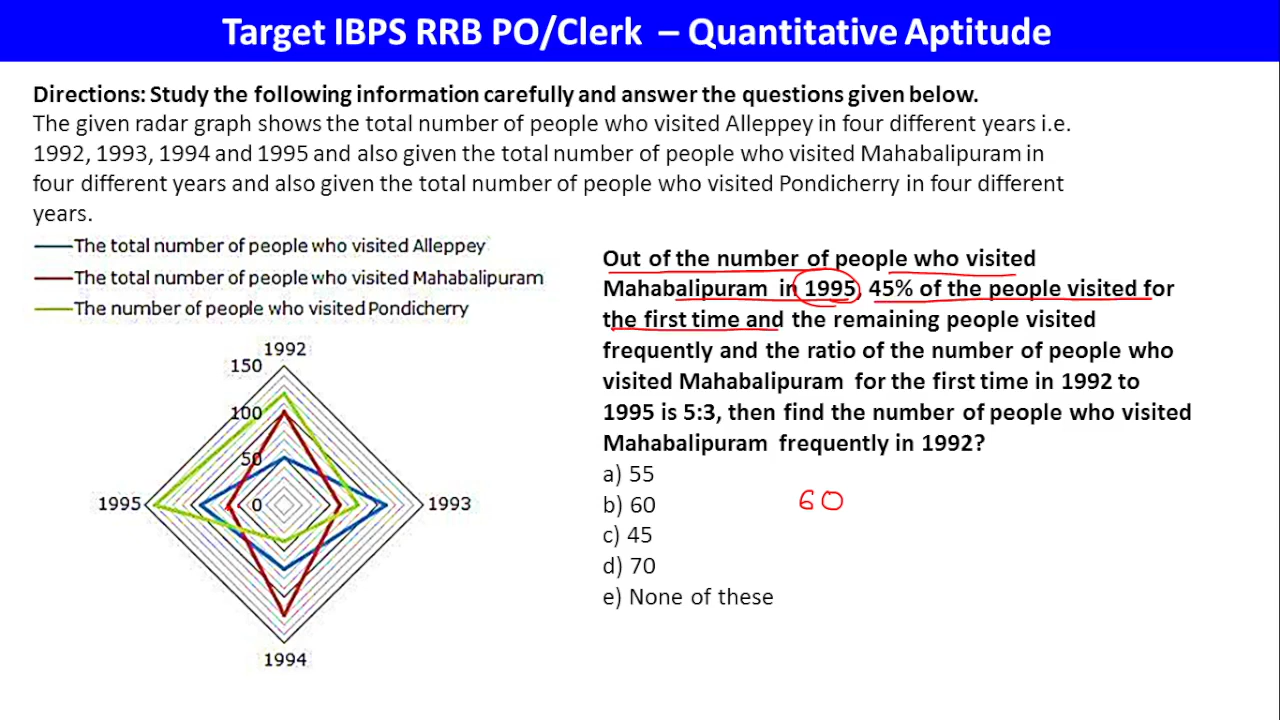 Target IBPS RRB PO/Clerk – Quantitative Aptitude
Directions: Study the following information carefully and answer the questions given below.
The given radar graph shows the total number of people who visited Alleppey in four different years i.e.
1992, 1993, 1994 and 1995 and also given the total number of people who visited Mahabalipuram in
four different years and also given the total number of people who visited Pondicherry in four different
years.
The total number of people who visited Alleppey
The total number of people who visited Mahabalipuram
The number of people who visited Pondicherry
1992
150
100
50
1995
0
1993
1994
Out of the number of people who visited
Mahabalipuram in 1995, 45% of the people visited for
the first time and the remaining people visited
frequently and the ratio of the number of people who
visited Mahabalipuram for the first time in 1992 to
1995 is 5:3, then find the number of people who visited
Mahabalipuram frequently in 1992?
a) 55
b) 60
60
c) 45
d) 70
e) None of these